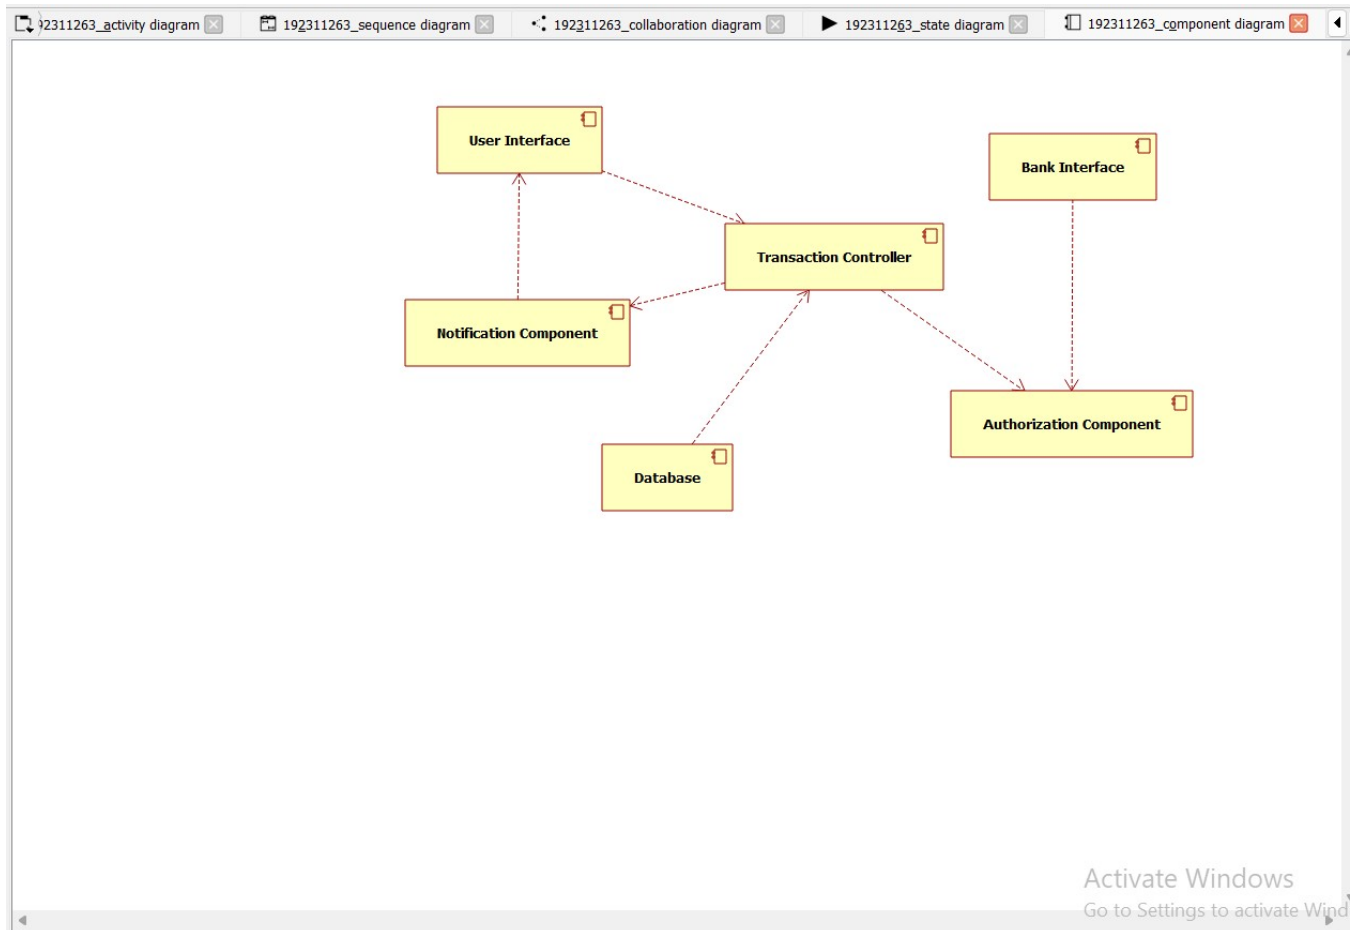 92311263_activity diagram
192311263_sequence diagram
192311263_collaboration diagram
192311263_state diagram
192311263_component diagram
User Interface
Bank Interface
Transaction Controller
Notification Component
Authorization Component
Database
Activate Windows
Go to Settings to activate Wind